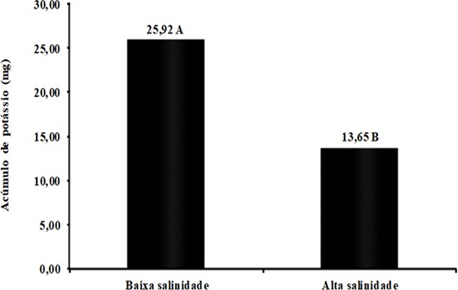 Acúmulo de potássio (mg)
30,00
25,00
20,00
15,00
10,00
5,00
0,00
25,92 A
13,65 B
Baixa salinidade
Alta salinidade